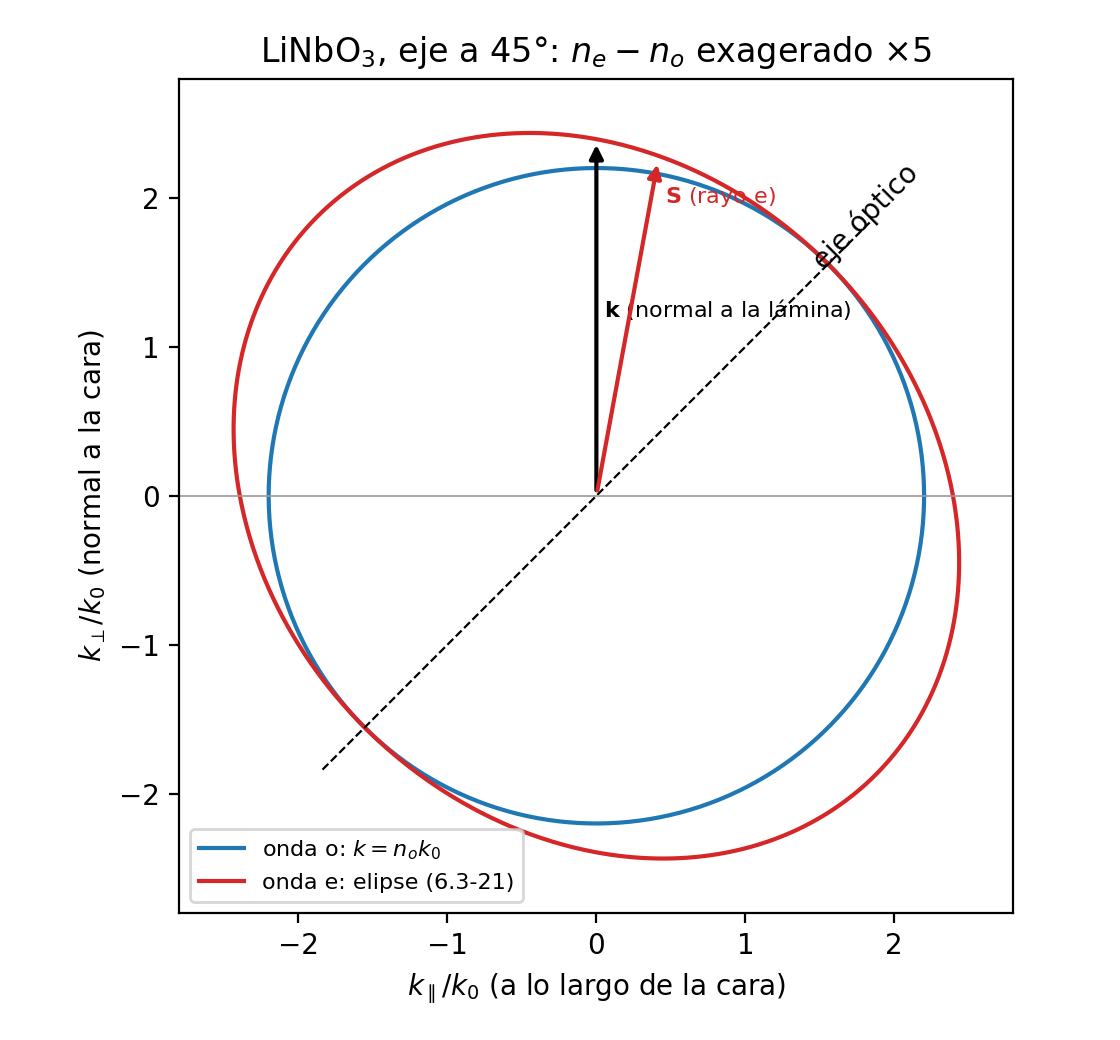 LiNbO₃, eje a 45°: nₑ − nₒ exagerado ×5
eje óptico
S (rayo e)
k (normal a la lámina)
k⊥/k₀ (normal a la cara)
2
1
0
−1
−2
onda o: k = nₒk₀
onda e: elipse (6.3-21)
−2
−1
0
1
2
k∥/k₀ (a lo largo de la cara)